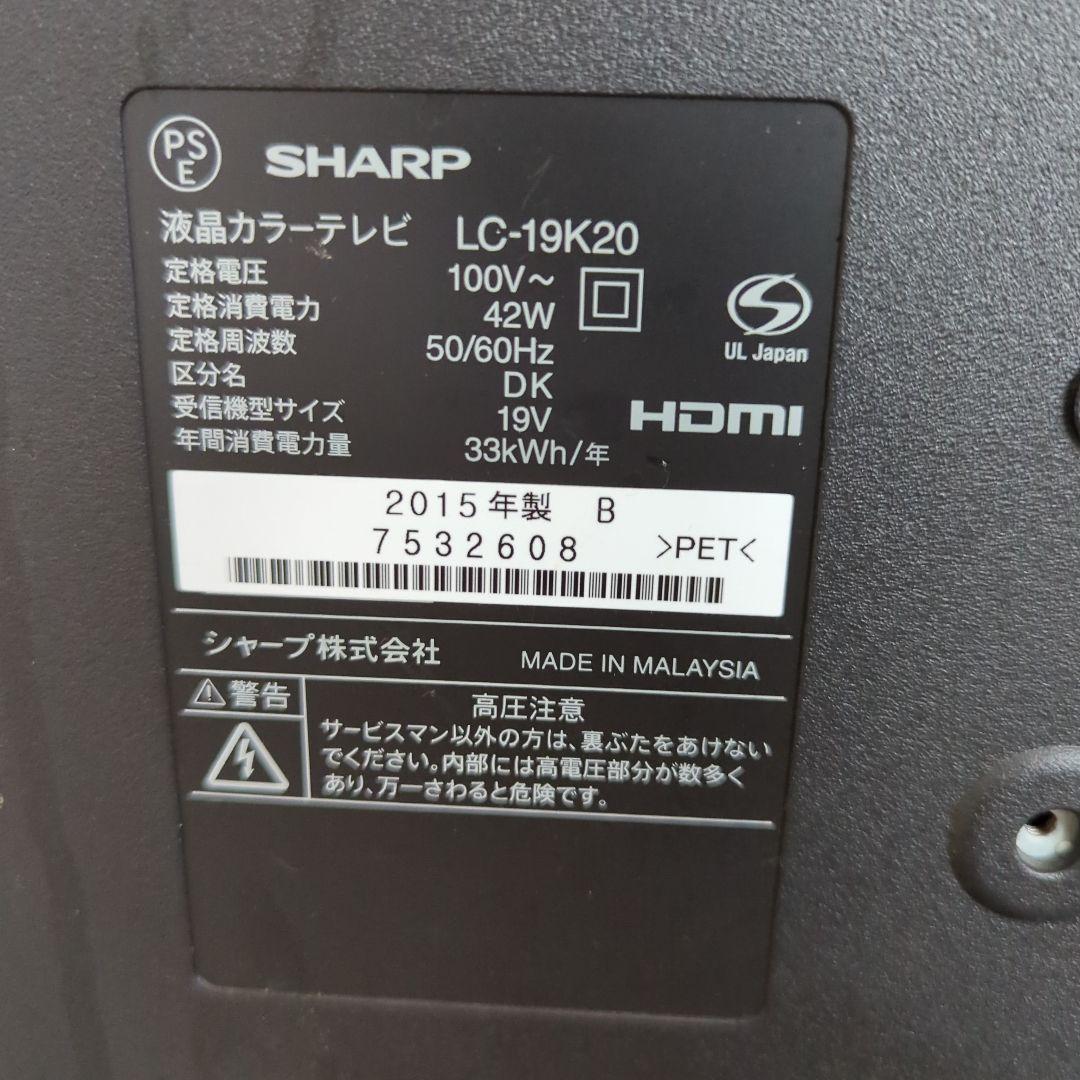 PSE SHARP
液晶カラーテレビ LC-19K20
定格電圧 100V～
定格消費電力 42W
定格周波数 50/60Hz
区分名 DK
受信機型サイズ 19V
年間消費電力量 33kWh/年
UL Japan
HDMI
2015年製 B
7532608 >PET<
シャープ株式会社 MADE IN MALAYSIA
警告 高圧注意
サービスマン以外の方は、裏ぶたをあけない
でください。内部には高電圧部分が数多く
あり、万一さわると危険です。